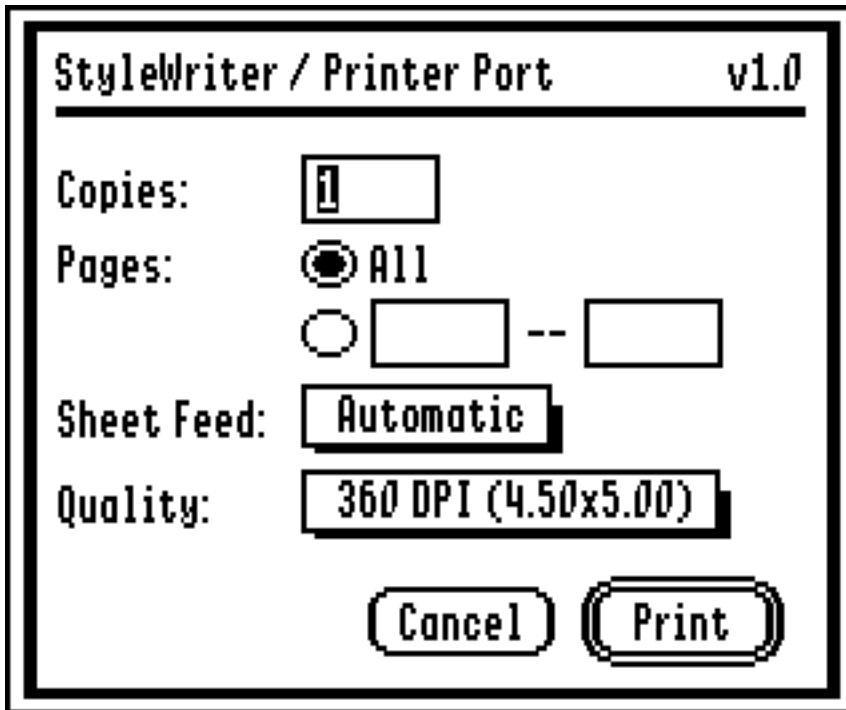 StyleWriter / Printer Port v1.0
Copies: 1
Pages: All
--
Sheet Feed: Automatic
Quality: 360 DPI (4.50x5.00)
Cancel Print